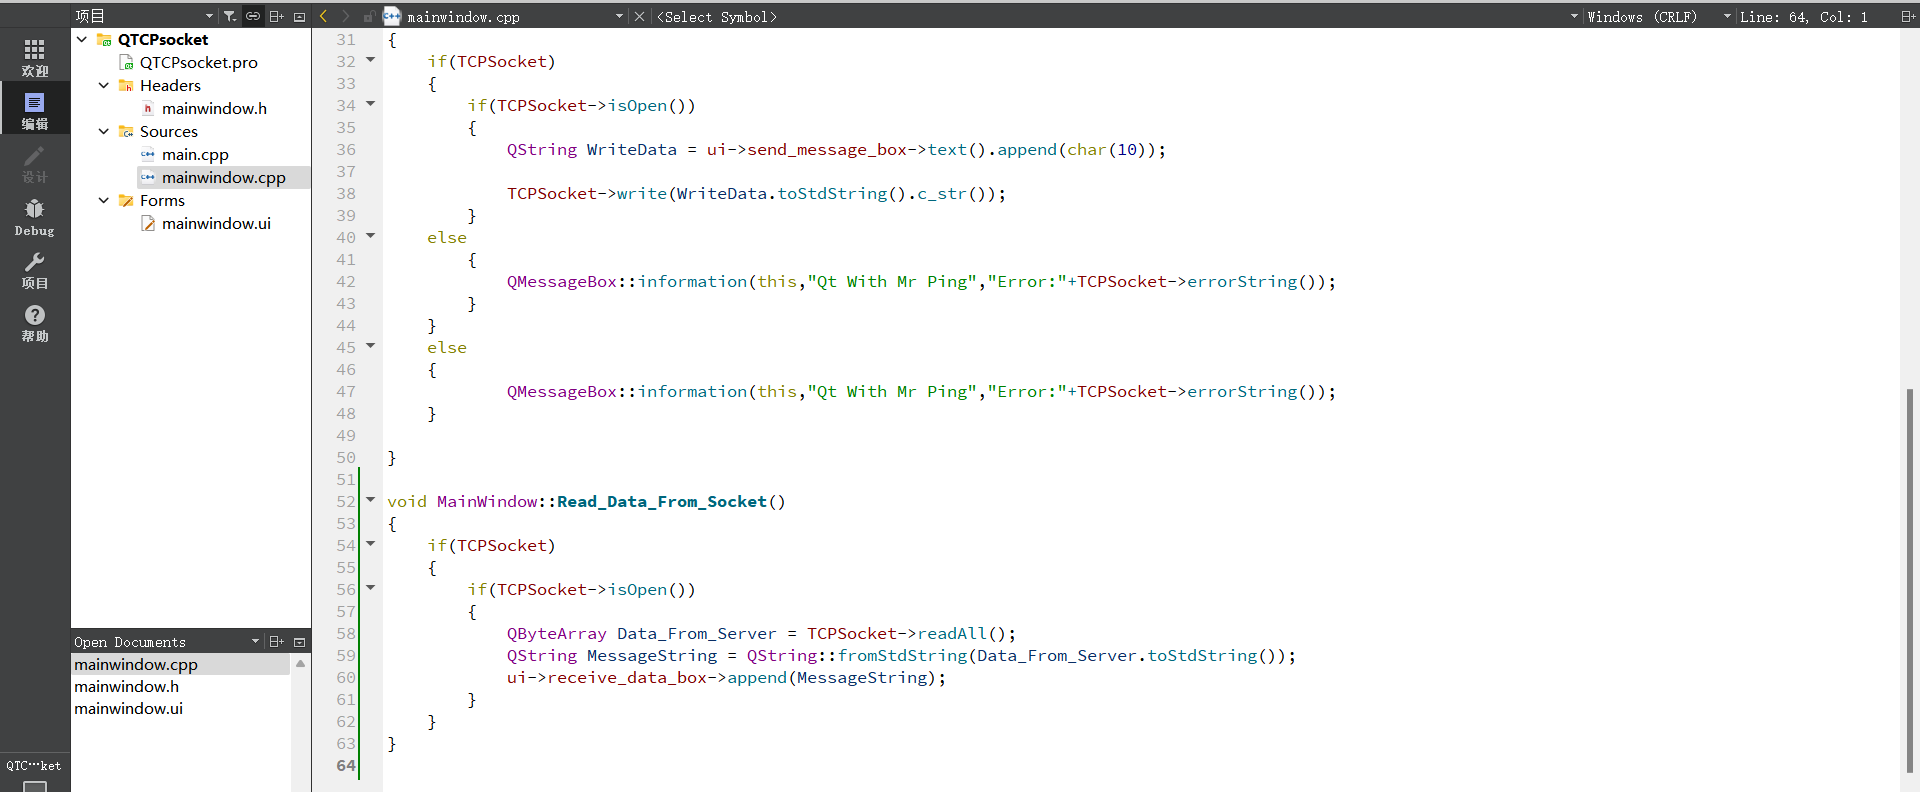 项目
mainwindow.cpp
<Select Symbol>
Windows (CRLF)
Line: 64, Col: 1
欢迎
编辑
设计
Debug
项目
帮助
QTC···ket
QTCPsocket
QTCPsocket.pro
Headers
mainwindow.h
Sources
main.cpp
mainwindow.cpp
Forms
mainwindow.ui
Open Documents
mainwindow.cpp
mainwindow.h
mainwindow.ui
31 {
32     if(TCPSocket)
33     {
34         if(TCPSocket->isOpen())
35         {
36             QString WriteData = ui->send_message_box->text().append(char(10));
37
38             TCPSocket->write(WriteData.toStdString().c_str());
39         }
40     else
41         {
42             QMessageBox::information(this,"Qt With Mr Ping","Error:"+TCPSocket->errorString());
43         }
44     }
45     else
46     {
47             QMessageBox::information(this,"Qt With Mr Ping","Error:"+TCPSocket->errorString());
48     }
49
50 }
51
52 void MainWindow::Read_Data_From_Socket()
53 {
54     if(TCPSocket)
55     {
56         if(TCPSocket->isOpen())
57         {
58             QByteArray Data_From_Server = TCPSocket->readAll();
59             QString MessageString = QString::fromStdString(Data_From_Server.toStdString());
60             ui->receive_data_box->append(MessageString);
61         }
62     }
63 }
64